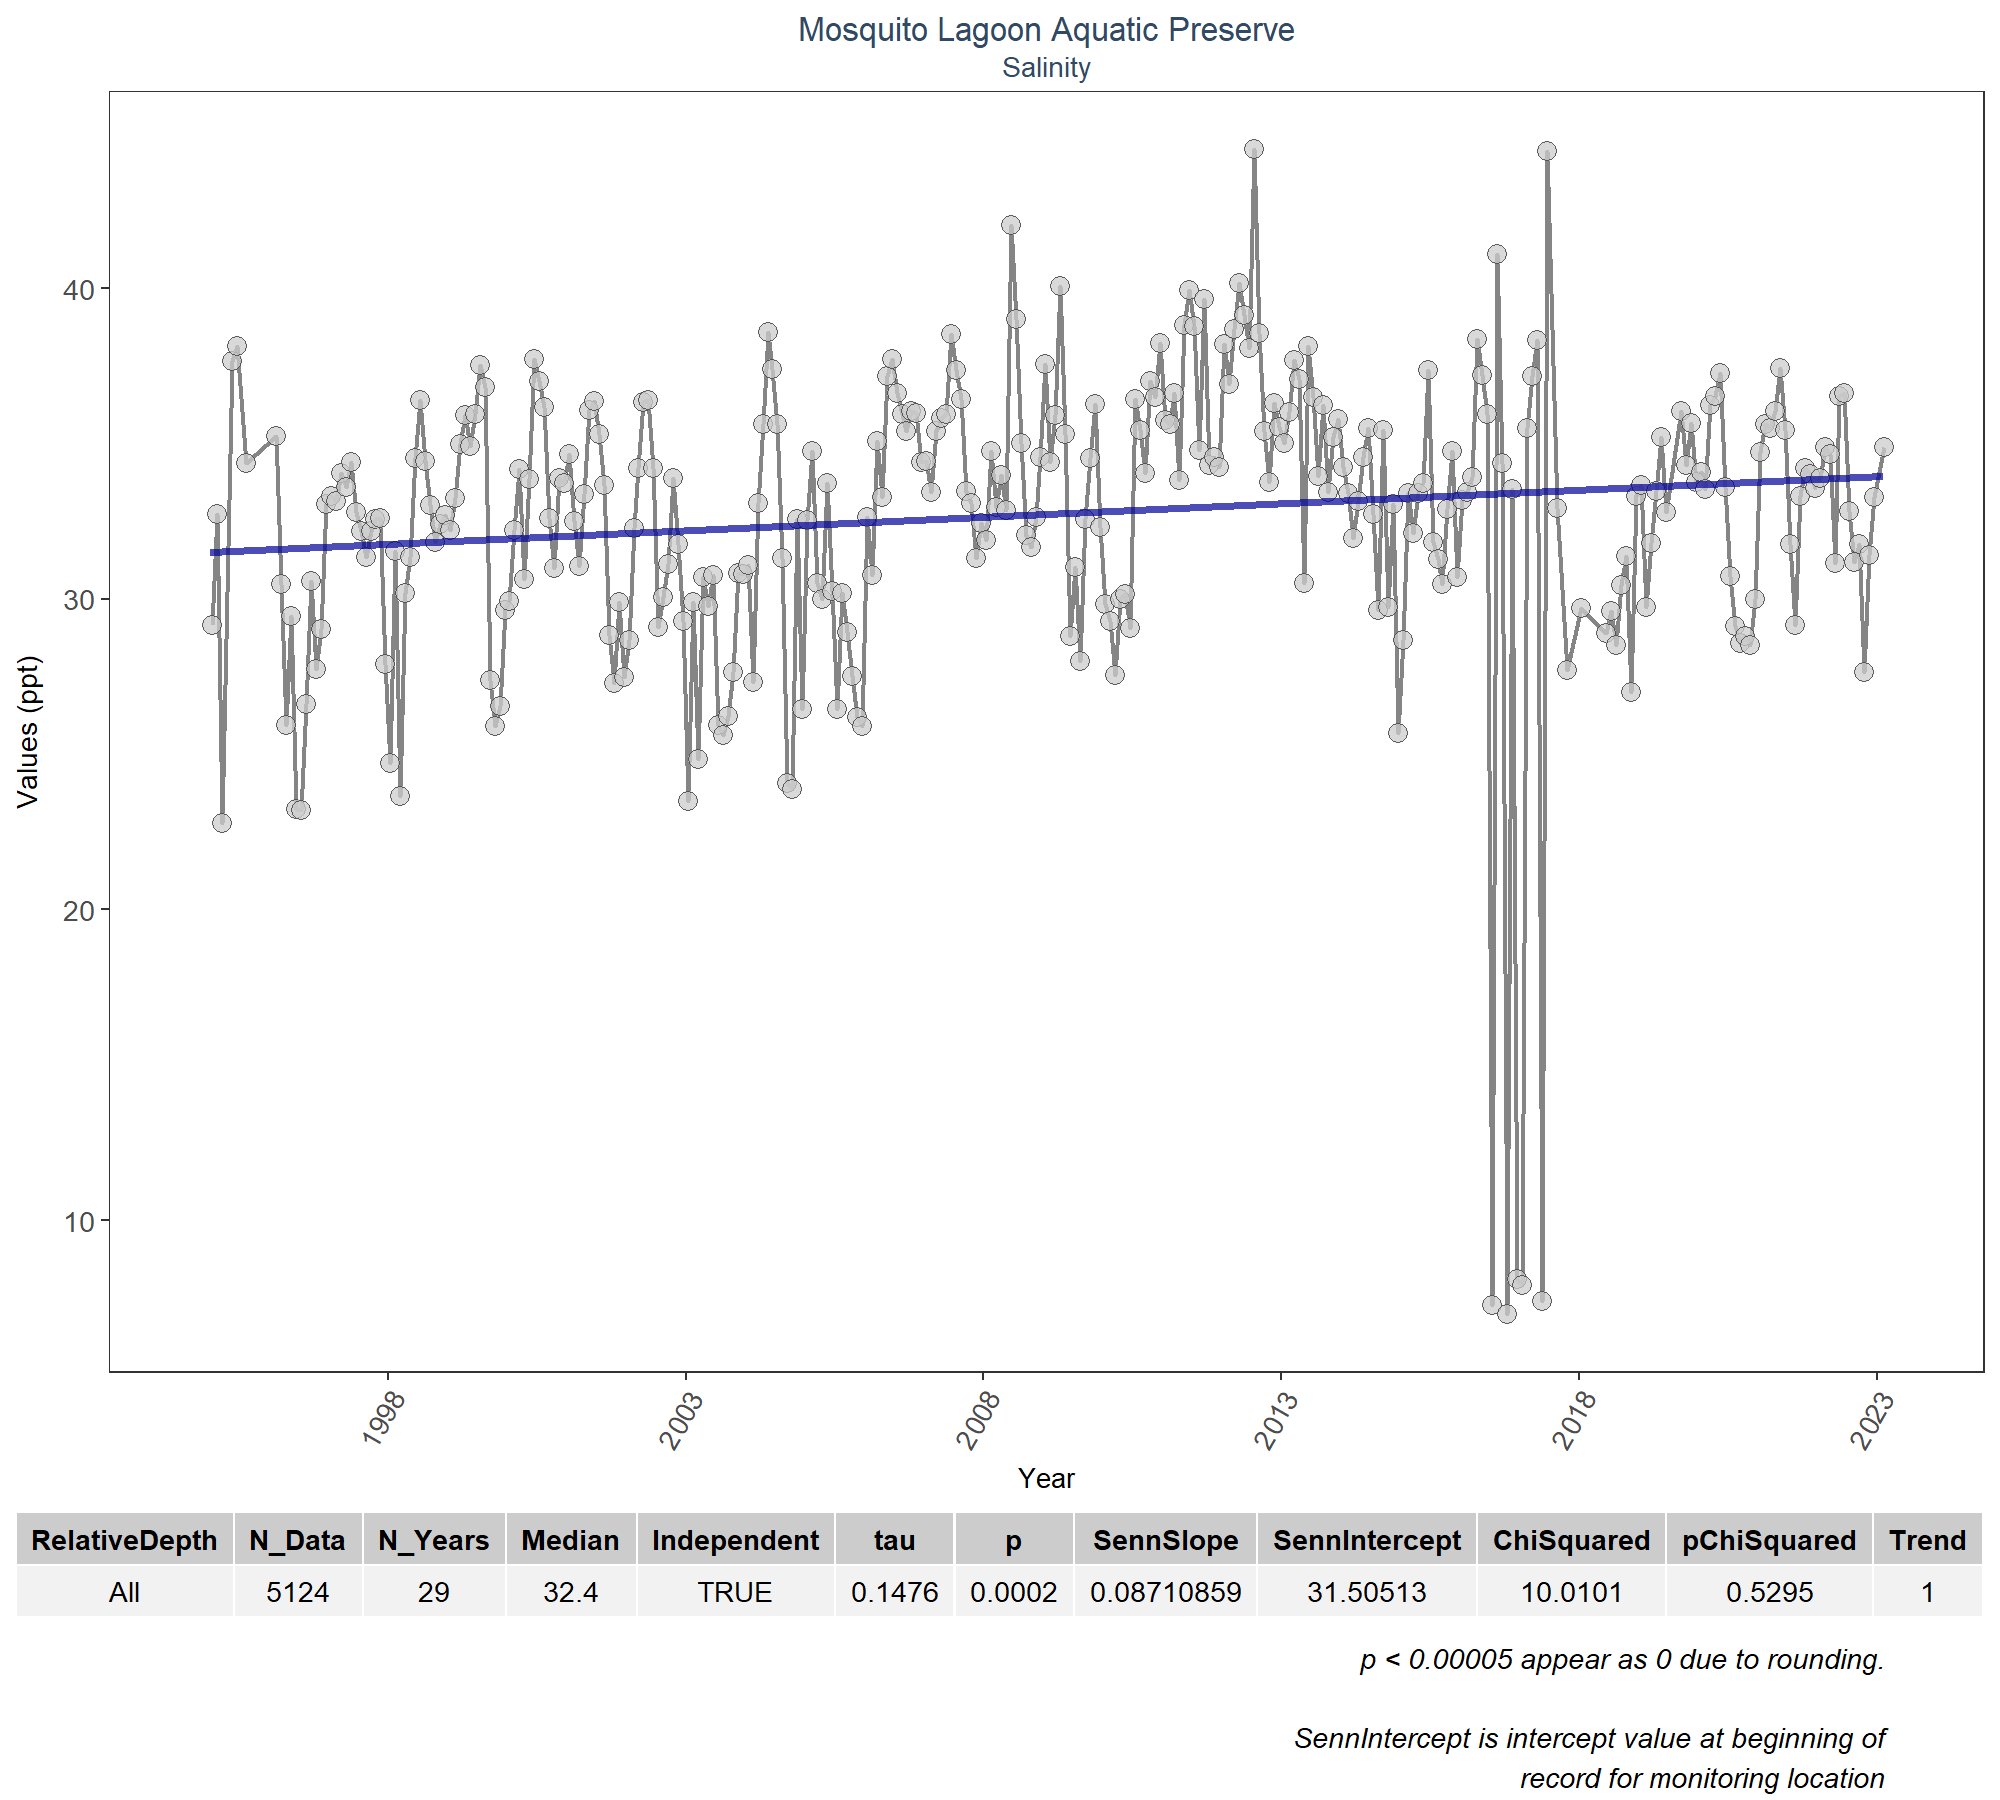 Mosquito Lagoon Aquatic Preserve
Salinity
Values (ppt)
40
30
20
10
1998 2003 2008 2013 2018 2023
Year
RelativeDepth N_Data N_Years Median Independent tau p SennSlope SennIntercept ChiSquared pChiSquared Trend
All 5124 29 32.4 TRUE 0.1476 0.0002 0.08710859 31.50513 10.0101 0.5295 1
p < 0.00005 appear as 0 due to rounding.
SennIntercept is intercept value at beginning of
record for monitoring location